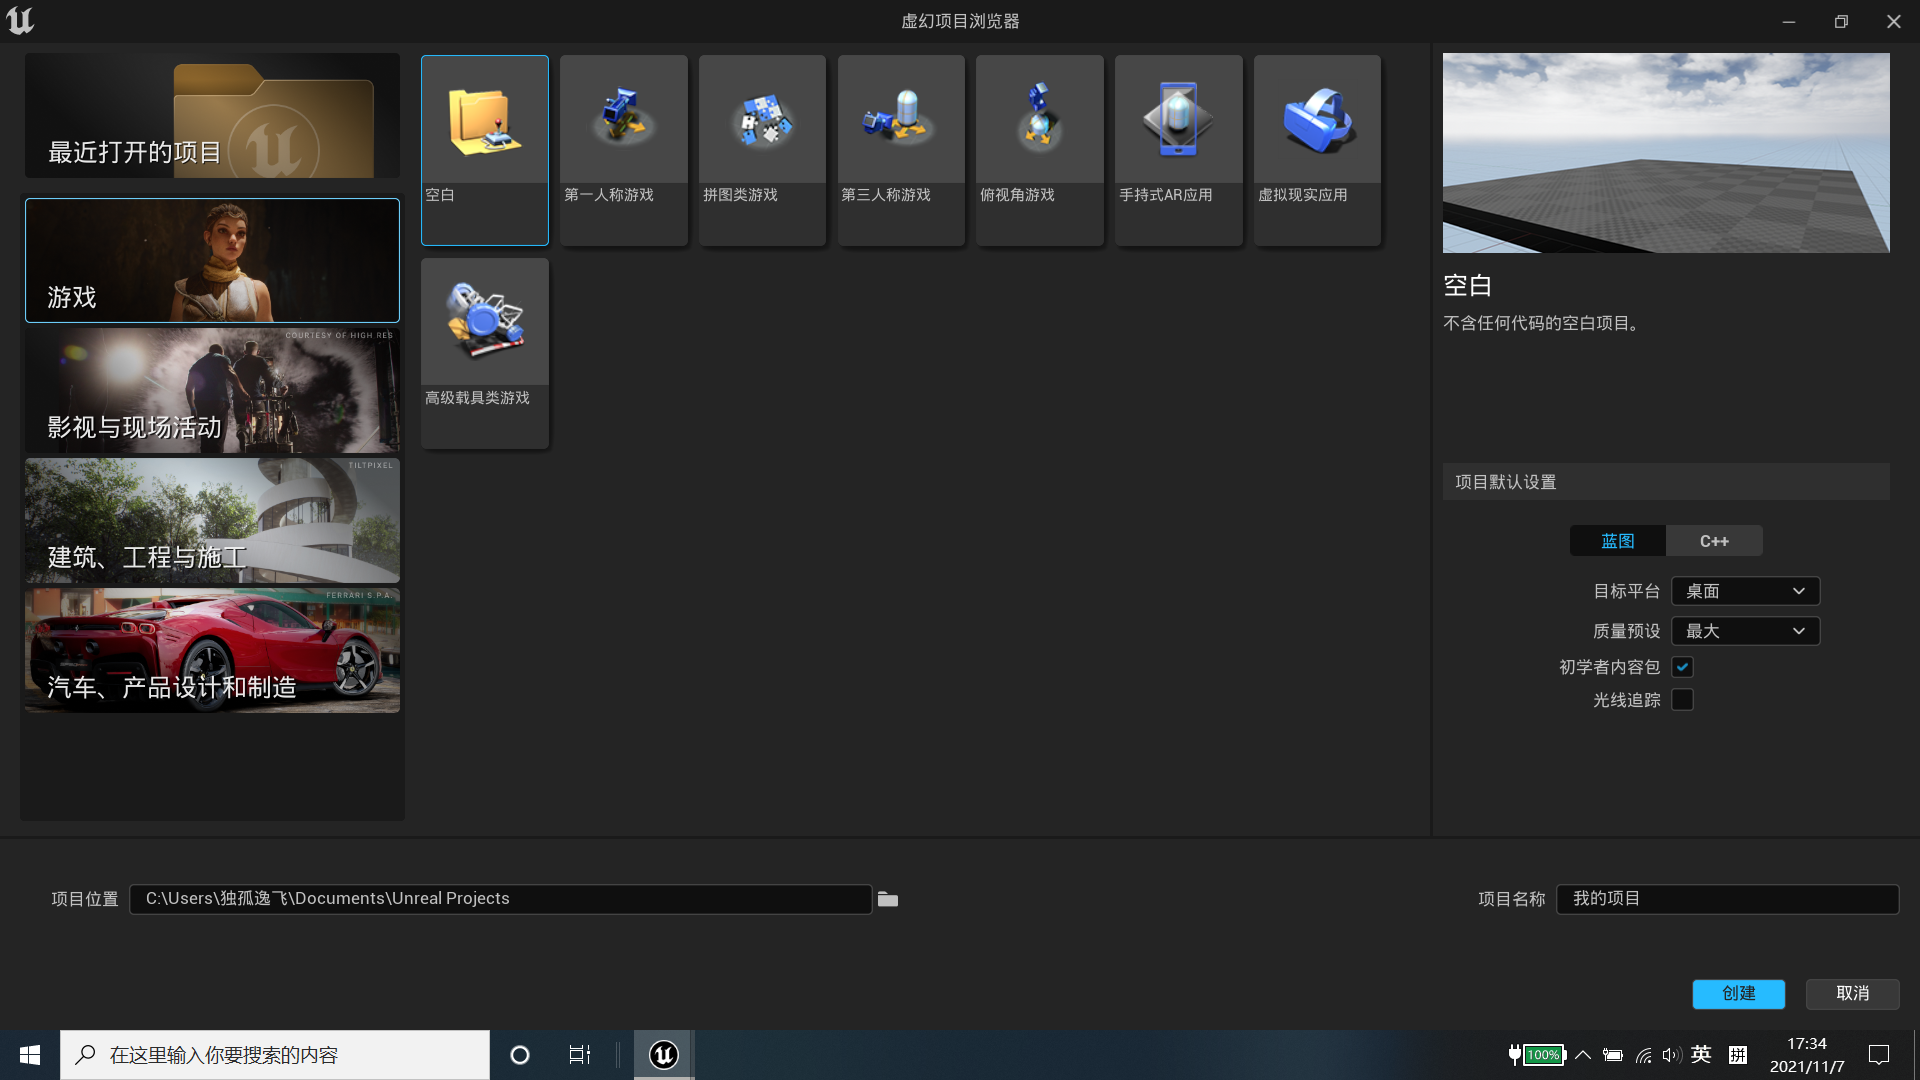 虚幻项目浏览器
最近打开的项目
游戏
COURTESY OF HIGH RES
影视与现场活动
TILTPIXEL
建筑、工程与施工
FERRARI S.P.A.
汽车、产品设计和制造
空白
第一人称游戏
拼图类游戏
第三人称游戏
俯视角游戏
手持式AR应用
虚拟现实应用
高级载具类游戏
空白
不含任何代码的空白项目。
项目默认设置
蓝图
C++
目标平台
桌面
质量预设
最大
初学者内容包
光线追踪
项目位置
C:\Users\独孤逸飞\Documents\Unreal Projects
项目名称
我的项目
创建
取消
在这里输入你要搜索的内容
100%
英
拼
17:34
2021/11/7